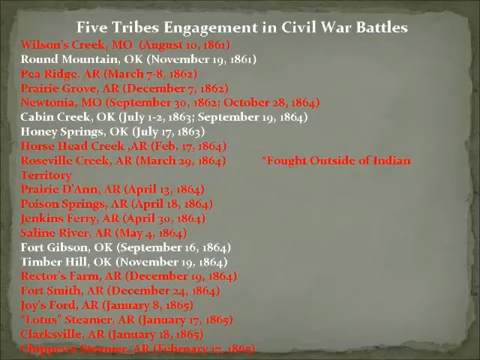 Five Tribes Engagement in Civil War Battles
Wilson's Creek, MO (August 10, 1861)
Round Mountain, OK (November 19, 1861)
Pea Ridge, AR (March 7-8, 1862)
Prairie Grove, AR (December 7, 1862)
Newtonia, MO (September 30, 1862; October 28, 1864)
Cabin Creek, OK (July 1-2, 1863; September 19, 1864)
Honey Springs, OK (July 17, 1863)
Horse Head Creek ,AR (Feb. 17, 1864)
Roseville Creek, AR (March 29, 1864) *Fought Outside of Indian
Territory
Prairie D'Ann, AR (April 13, 1864)
Poison Springs, AR (April 18, 1864)
Jenkins Ferry, AR (April 30, 1864)
Saline River, AR (May 4, 1864)
Fort Gibson, OK (September 16, 1864)
Timber Hill, OK (November 19, 1864)
Rector's Farm, AR (December 19, 1864)
Fort Smith, AR (December 24, 1864)
Joy's Ford, AR (January 8, 1865)
"Lotus" Steamer, AR (January 17, 1865)
Clarksville, AR (January 18, 1865)
Chippewa Steamer, AR (February 17, 1865)